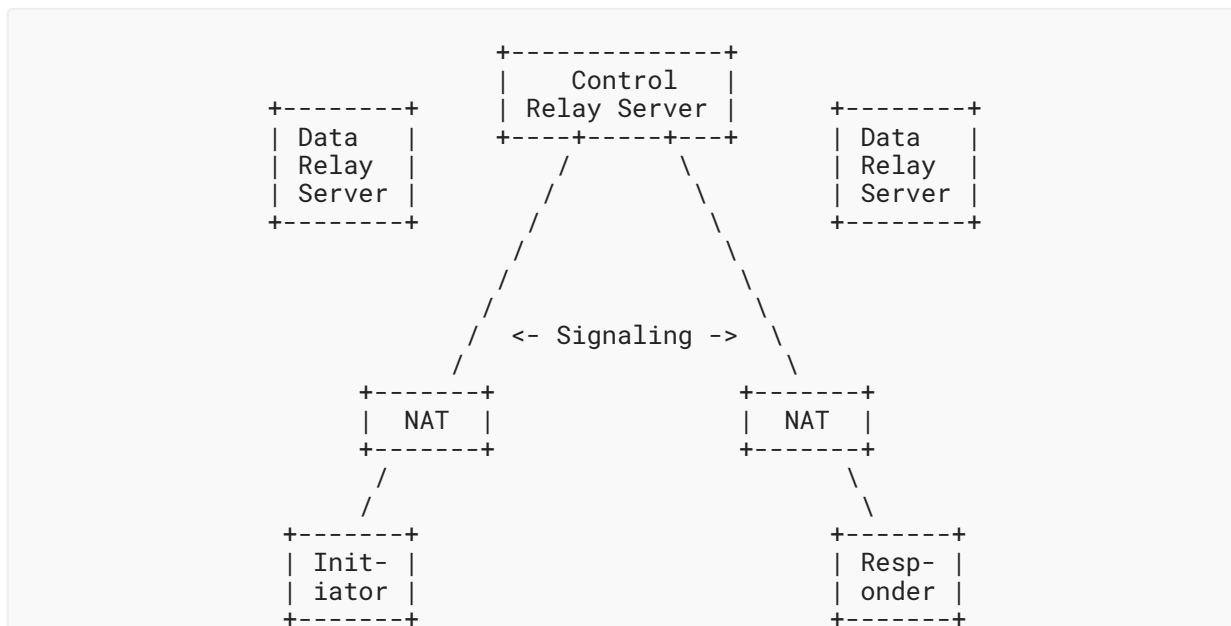 +---------------+
                                |    Control    |
                 +---------+    | Relay Server  |      +---------+
                 | Data    |    +----+-----+----+      | Data    |
                 | Relay   |        /       \          | Relay   |
                 | Server  |       /         \         | Server  |
                 +---------+      /           \        +---------+
                                 /             \
                                /               \
                               /  <- Signaling ->  \
                              /                     \
                        +-------+                +-------+
                        |  NAT  |                |  NAT  |
                        +-------+                +-------+
                         /                              \
                        /                                \
                   +-------+                          +-------+
                   | Init- |                          | Resp- |
                   | iator |                          | onder |
                   +-------+                          +-------+